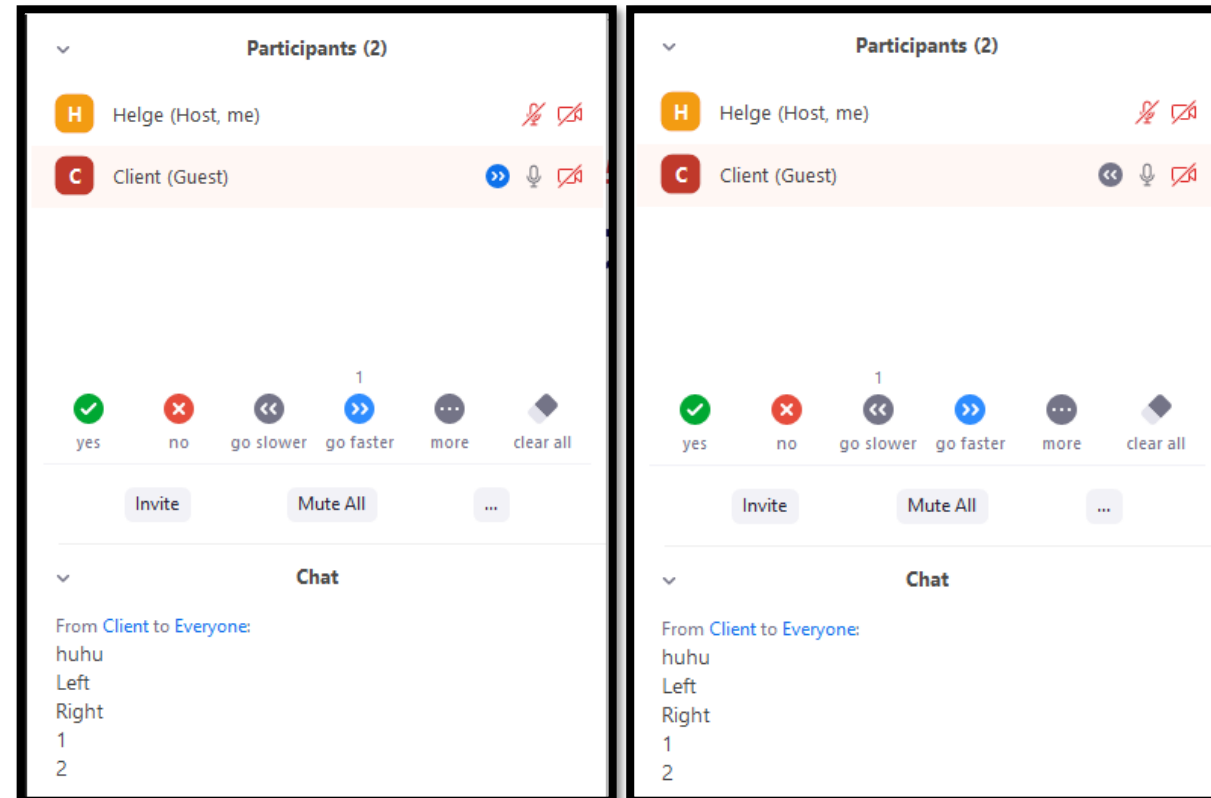 Participants (2)
H Helge (Host, me)
C Client (Guest)
1
yes no go slower go faster more clear all
Invite Mute All ...
Chat
From Client to Everyone:
huhu
Left
Right
1
2
Participants (2)
H Helge (Host, me)
C Client (Guest)
1
yes no go slower go faster more clear all
Invite Mute All ...
Chat
From Client to Everyone:
huhu
Left
Right
1
2